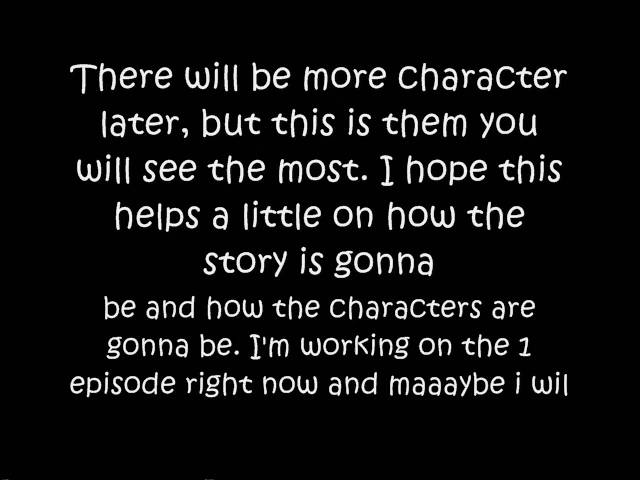 There will be more character
later, but this is them you
will see the most. I hope this
helps a little on how the
story is gonna
be and how the characters are
gonna be. I'm working on the 1
episode right now and maaaybe i wil